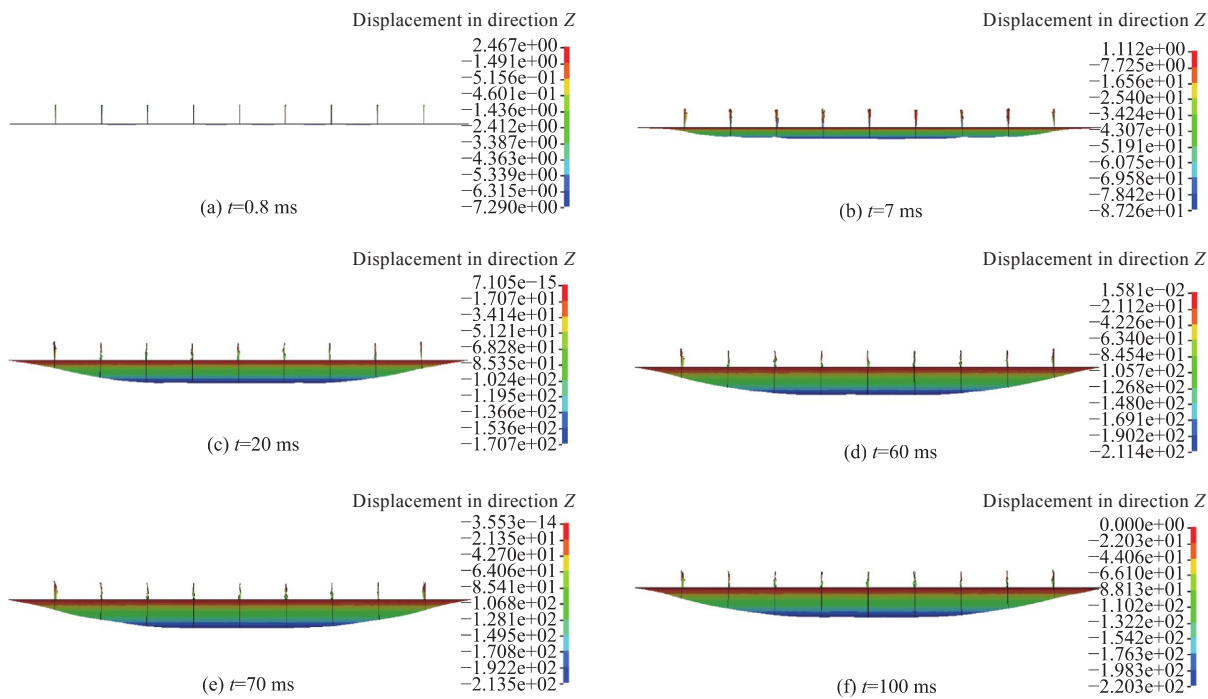 Displacement in direction Z
2.467e+00
−1.491e+00
−5.156e−01
−4.601e−01
−1.436e+00
−2.412e+00
−3.387e+00
−4.363e+00
−5.339e+00
−6.315e+00
−7.290e+00
(a) t=0.8 ms
Displacement in direction Z
1.112e+00
−7.725e+00
−1.656e+01
−2.540e+01
−3.424e+01
−4.307e+01
−5.191e+01
−6.075e+01
−6.958e+01
−7.842e+01
−8.726e+01
(b) t=7 ms
Displacement in direction Z
7.105e−15
−1.707e+01
−3.414e+01
−5.121e+01
−6.828e+01
−8.535e+01
−1.024e+02
−1.195e+02
−1.366e+02
−1.536e+02
−1.707e+02
(c) t=20 ms
Displacement in direction Z
1.581e−02
−2.112e+01
−4.226e+01
−6.340e+01
−8.454e+01
−1.057e+02
−1.268e+02
−1.480e+02
−1.691e+02
−1.902e+02
−2.114e+02
(d) t=60 ms
Displacement in direction Z
−3.553e−14
−2.135e+01
−4.270e+01
−6.406e+01
−8.541e+01
−1.068e+02
−1.281e+02
−1.495e+02
−1.708e+02
−1.922e+02
−2.135e+02
(e) t=70 ms
Displacement in direction Z
0.000e+00
−2.203e+01
−4.406e+01
−6.610e+01
−8.813e+01
−1.102e+02
−1.322e+02
−1.542e+02
−1.763e+02
−1.983e+02
−2.203e+02
(f) t=100 ms